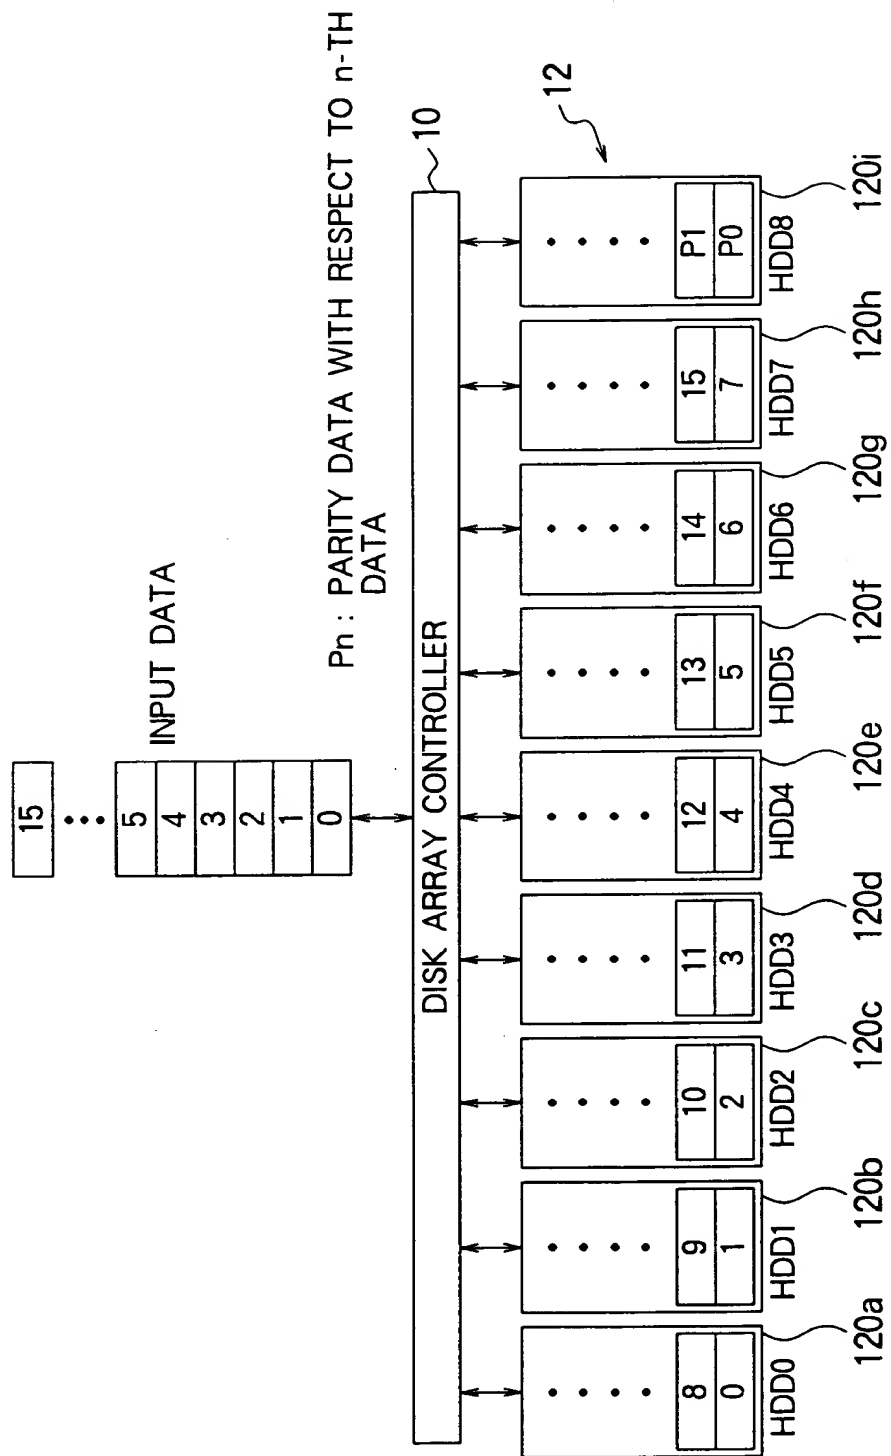 15
5
4
3
2
1
0
INPUT DATA
Pn : PARITY DATA WITH RESPECT TO n-TH
DATA
DISK ARRAY CONTROLLER
10
12
8
0
HDD0
120a
9
1
HDD1
120b
10
2
HDD2
120c
11
3
HDD3
120d
12
4
HDD4
120e
13
5
HDD5
120f
14
6
HDD6
120g
15
7
HDD7
120h
P1
P0
HDD8
120i